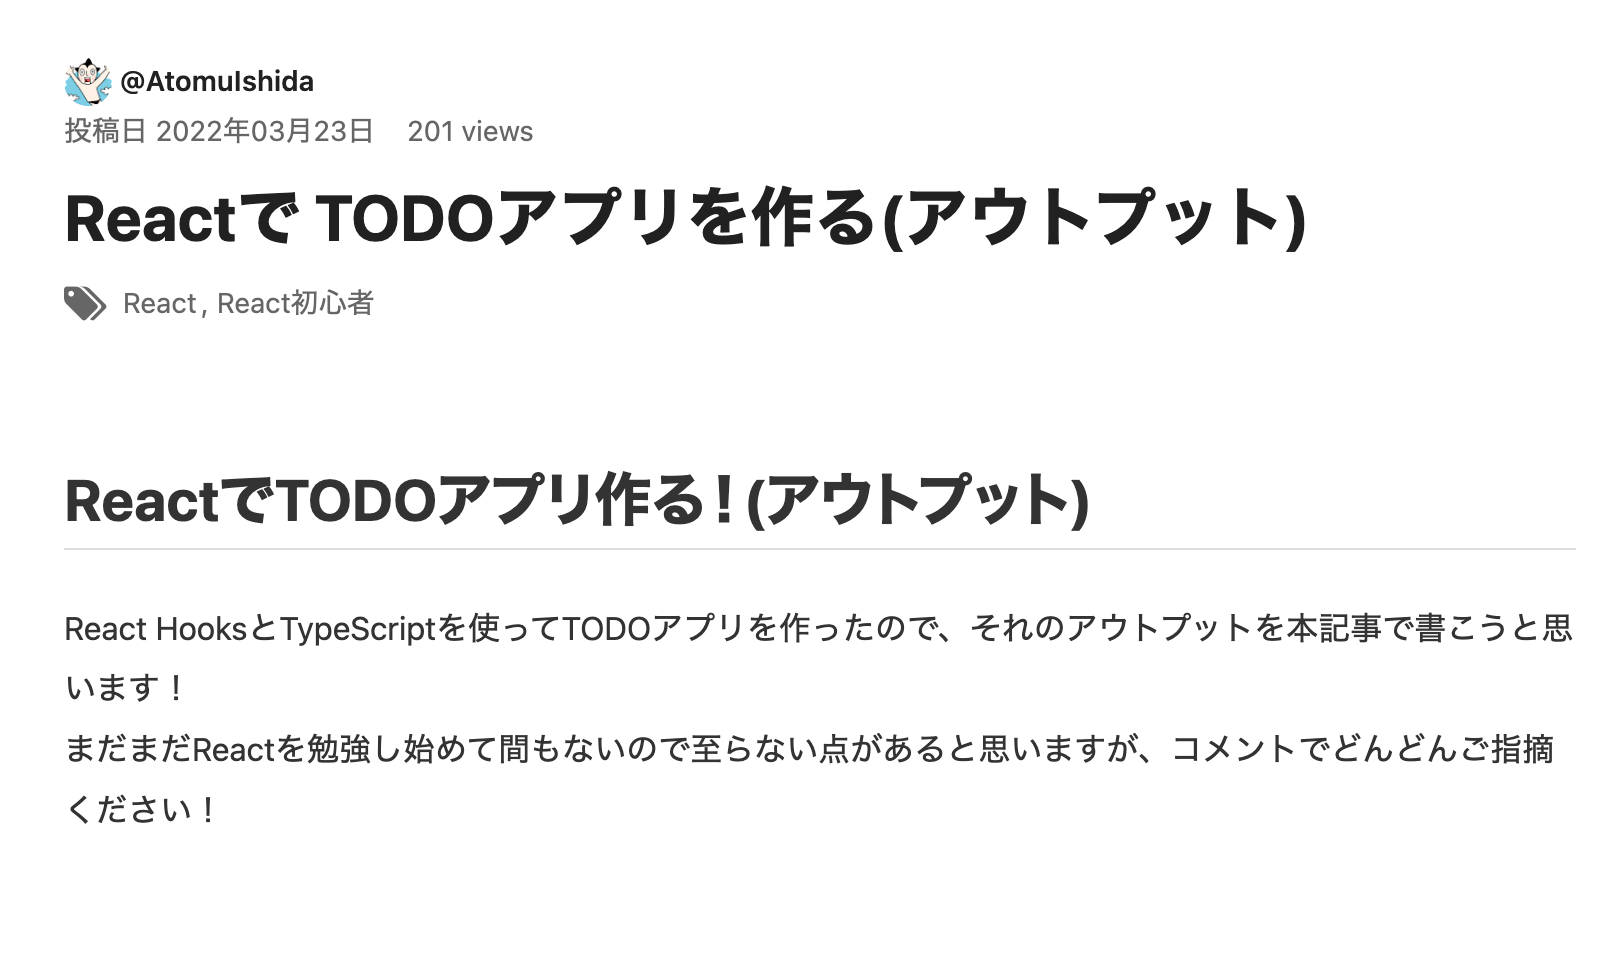 @AtomuIshida
投稿日 2022年03月23日 201 views
Reactで TODOアプリを作る(アウトプット)
React, React初心者
ReactでTODOアプリ作る！(アウトプット)
React HooksとTypeScriptを使ってTODOアプリを作ったので、それのアウトプットを本記事で書こうと思
います！
まだまだReactを勉強し始めて間もないので至らない点があると思いますが、コメントでどんどんご指摘
ください！